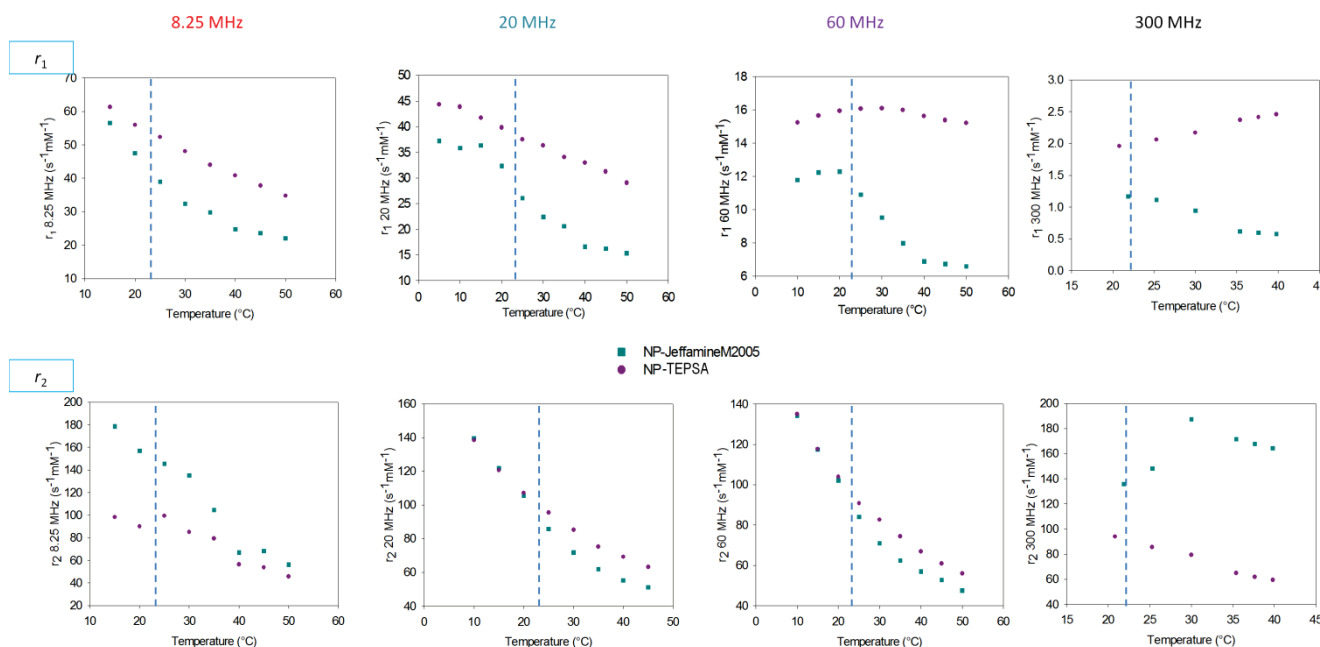 8.25 MHz
20 MHz
60 MHz
300 MHz
r1
r1 8.25 MHz (s-1mM-1)
70
60
50
40
30
20
10
10 20 30 40 50 60
Temperature (°C)
r1 20 MHz (s-1mM-1)
50
45
40
35
30
25
20
15
10
0 10 20 30 40 50 60
Temperature (°C)
r1 60 MHz (s-1mM-1)
18
16
14
12
10
8
6
0 10 20 30 40 50 60
Temperature (°C)
r1 300 MHz (s-1mM-1)
3.0
2.5
2.0
1.5
1.0
0.5
0.0
15 20 25 30 35 40 45
Temperature (°C)
NP-JeffamineM2005
NP-TEPSA
r2
r2 8.25 MHz (s-1mM-1)
200
180
160
140
120
100
80
60
40
20
10 20 30 40 50 60
Temperature (°C)
r2 20 MHz (s-1mM-1)
160
140
120
100
80
60
40
0 10 20 30 40 50
Temperature (°C)
r2 60 MHz (s-1mM-1)
140
120
100
80
60
40
0 10 20 30 40 50 60
Temperature (°C)
r2 300 MHz (s-1mM-1)
200
180
160
140
120
100
80
60
40
15 20 25 30 35 40 45
Temperature (°C)